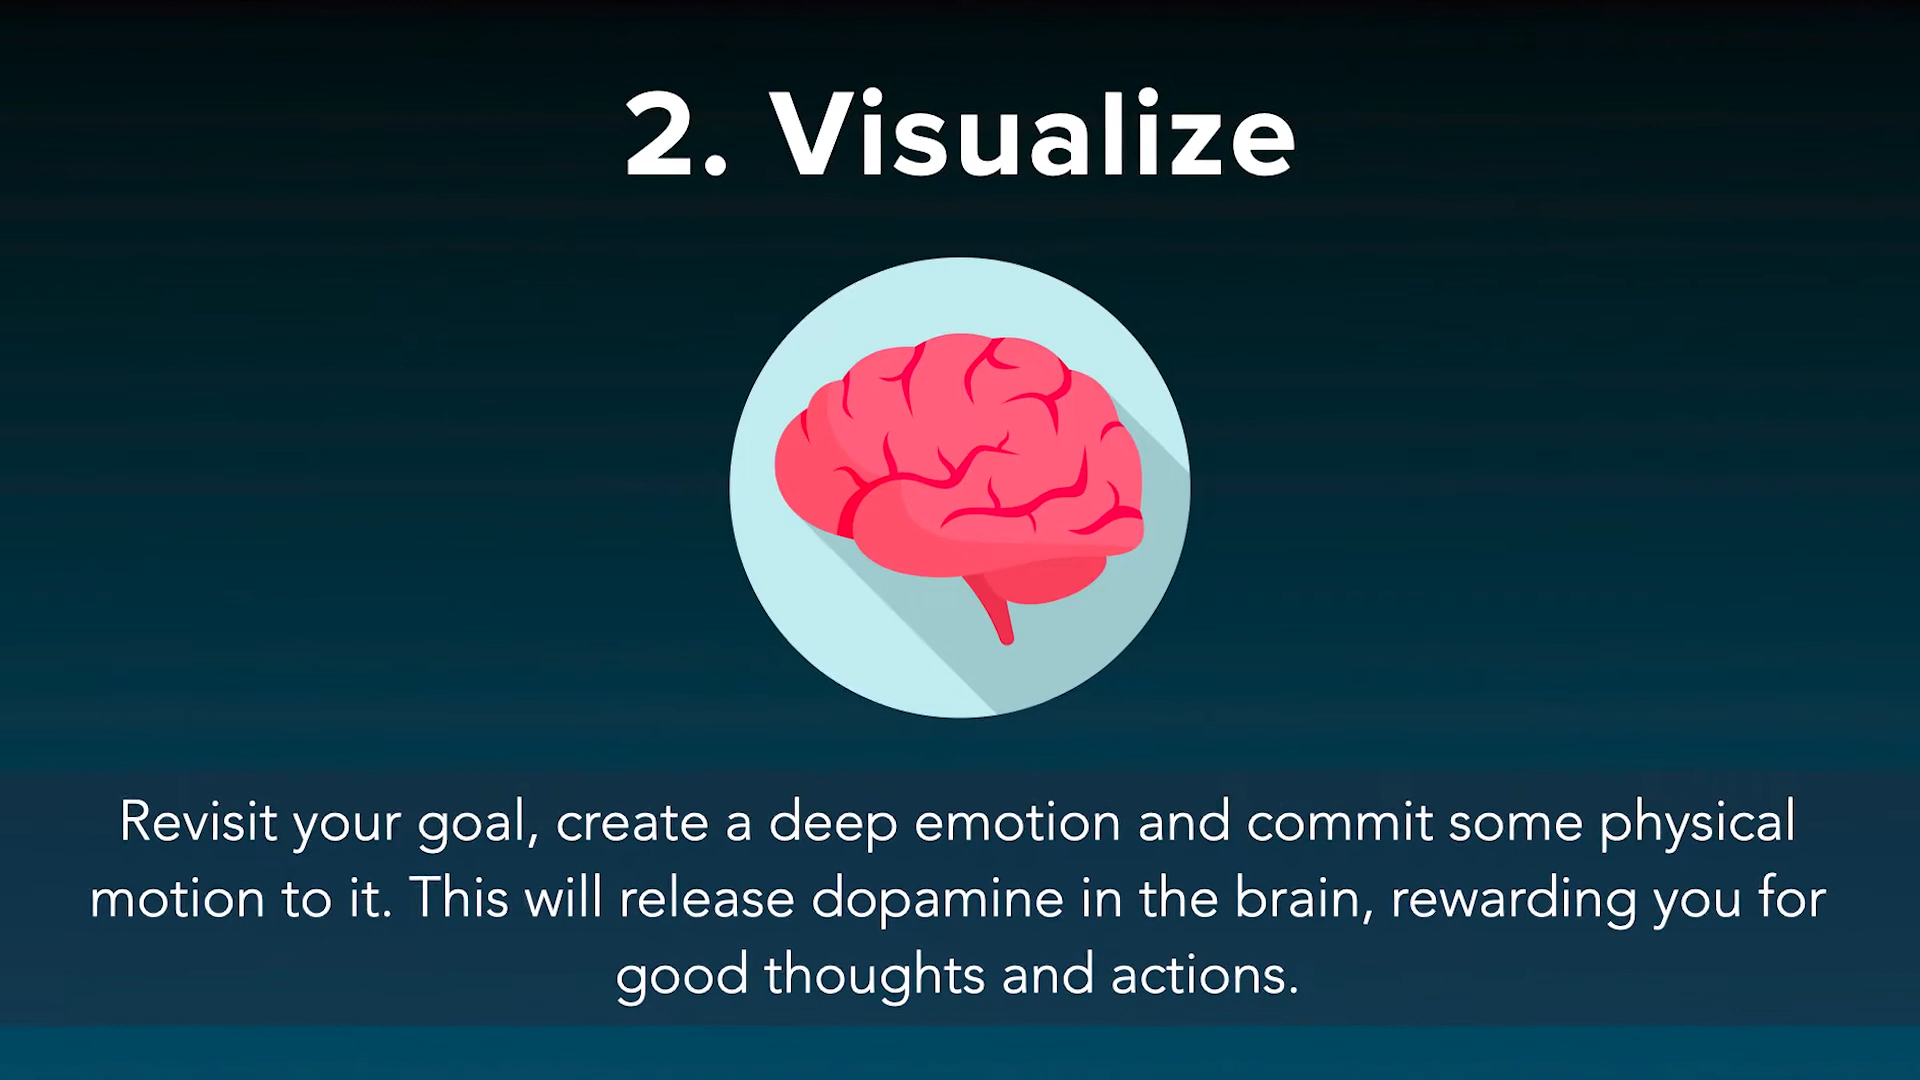 2. Visualize
Revisit your goal, create a deep emotion and commit some physical
motion to it. This will release dopamine in the brain, rewarding you for
good thoughts and actions.